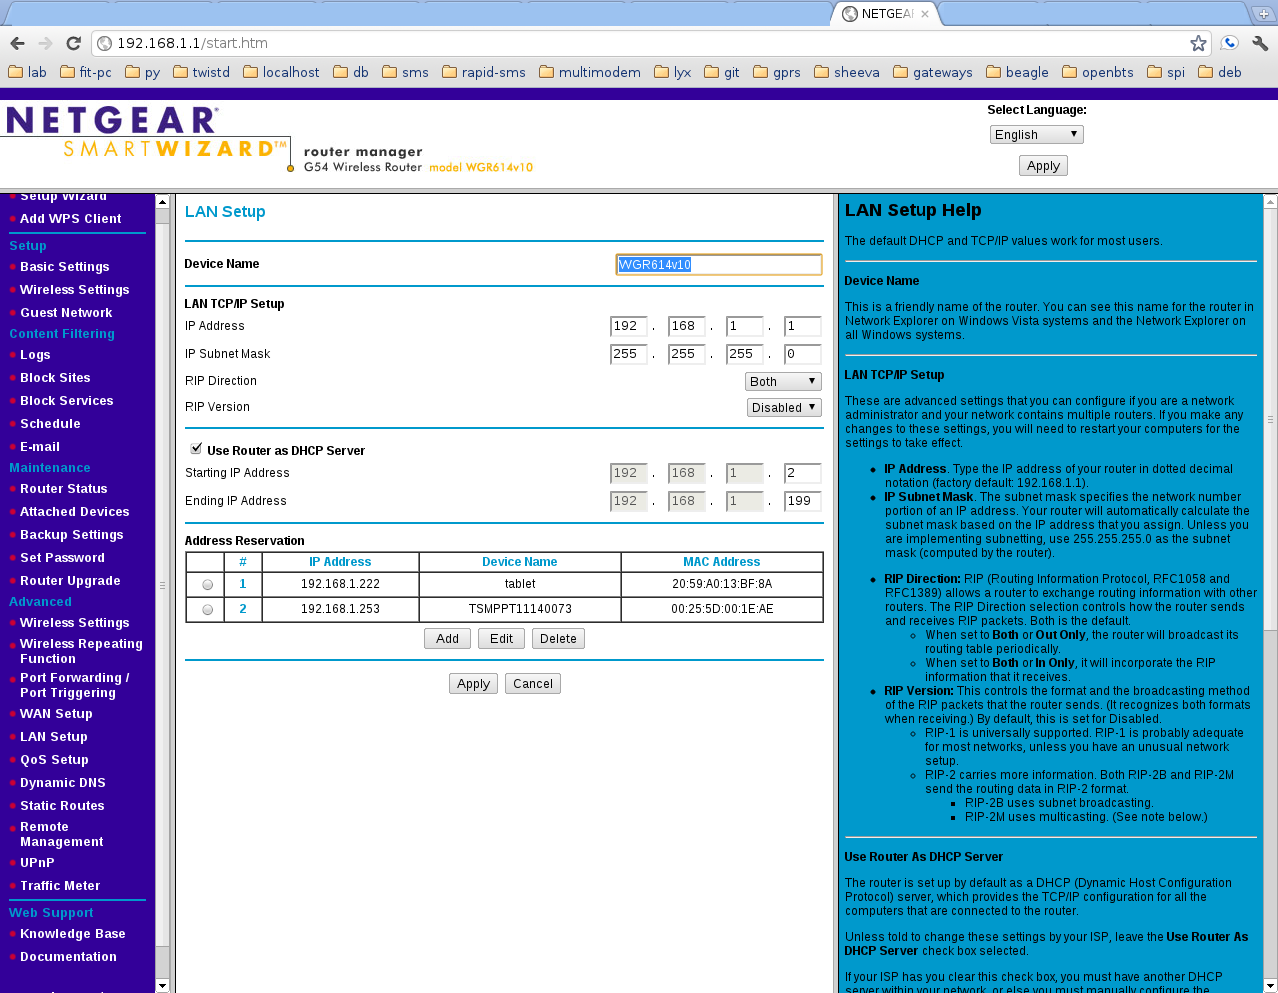 NETGEAR
192.168.1.1/start.htm
lab fit-pc py twistd localhost db sms rapid-sms multimodem lyx git gprs sheeva gateways beagle openbts spi deb
NETGEAR®
SMARTWIZARD™
router manager
G54 Wireless Router model WGR614v10
Select Language:
English
Apply
Setup Wizard
Add WPS Client
Setup
Basic Settings
Wireless Settings
Guest Network
Content Filtering
Logs
Block Sites
Block Services
Schedule
E-mail
Maintenance
Router Status
Attached Devices
Backup Settings
Set Password
Router Upgrade
Advanced
Wireless Settings
Wireless Repeating
Function
Port Forwarding /
Port Triggering
WAN Setup
LAN Setup
QoS Setup
Dynamic DNS
Static Routes
Remote
Management
UPnP
Traffic Meter
Web Support
Knowledge Base
Documentation
LAN Setup
Device Name WGR614v10
LAN TCP/IP Setup
IP Address 192 . 168 . 1 . 1
IP Subnet Mask 255 . 255 . 255 . 0
RIP Direction Both
RIP Version Disabled
Use Router as DHCP Server
Starting IP Address 192 . 168 . 1 . 2
Ending IP Address 192 . 168 . 1 . 199
Address Reservation
# IP Address Device Name MAC Address
1 192.168.1.222 tablet 20:59:A0:13:BF:8A
2 192.168.1.253 TSMPPT11140073 00:25:5D:00:1E:AE
Add Edit Delete
Apply Cancel
LAN Setup Help
The default DHCP and TCP/IP values work for most users.
Device Name
This is a friendly name of the router. You can see this name for the router in
Network Explorer on Windows Vista systems and the Network Explorer on
all Windows systems.
LAN TCP/IP Setup
These are advanced settings that you can configure if you are a network
administrator and your network contains multiple routers. If you make any
changes to these settings, you will need to restart your computers for the
settings to take effect.
IP Address. Type the IP address of your router in dotted decimal
notation (factory default: 192.168.1.1).
IP Subnet Mask. The subnet mask specifies the network number
portion of an IP address. Your router will automatically calculate the
subnet mask based on the IP address that you assign. Unless you
are implementing subnetting, use 255.255.255.0 as the subnet
mask (computed by the router).
RIP Direction: RIP (Routing Information Protocol, RFC1058 and
RFC1389) allows a router to exchange routing information with other
routers. The RIP Direction selection controls how the router sends
and receives RIP packets. Both is the default.
When set to Both or Out Only, the router will broadcast its
routing table periodically.
When set to Both or In Only, it will incorporate the RIP
information that it receives.
RIP Version: This controls the format and the broadcasting method
of the RIP packets that the router sends. (It recognizes both formats
when receiving.) By default, this is set for Disabled.
RIP-1 is universally supported. RIP-1 is probably adequate
for most networks, unless you have an unusual network
setup.
RIP-2 carries more information. Both RIP-2B and RIP-2M
send the routing data in RIP-2 format.
RIP-2B uses subnet broadcasting.
RIP-2M uses multicasting. (See note below.)
Use Router As DHCP Server
The router is set up by default as a DHCP (Dynamic Host Configuration
Protocol) server, which provides the TCP/IP configuration for all the
computers that are connected to the router.
Unless told to change these settings by your ISP, leave the Use Router As
DHCP Server check box selected.
If your ISP has you clear this check box, you must have another DHCP
server within your network, or else you must manually configure the